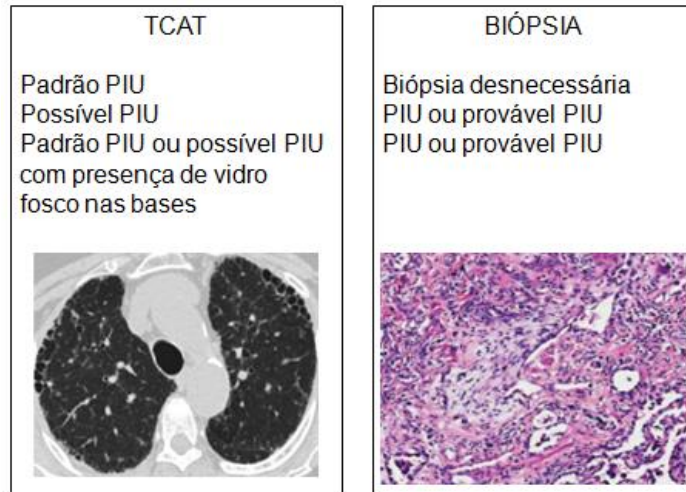 TCAT
Padrão PIU
Possível PIU
Padrão PIU ou possível PIU
com presença de vidro
fosco nas bases
BIÓPSIA
Biópsia desnecessária
PIU ou provável PIU
PIU ou provável PIU